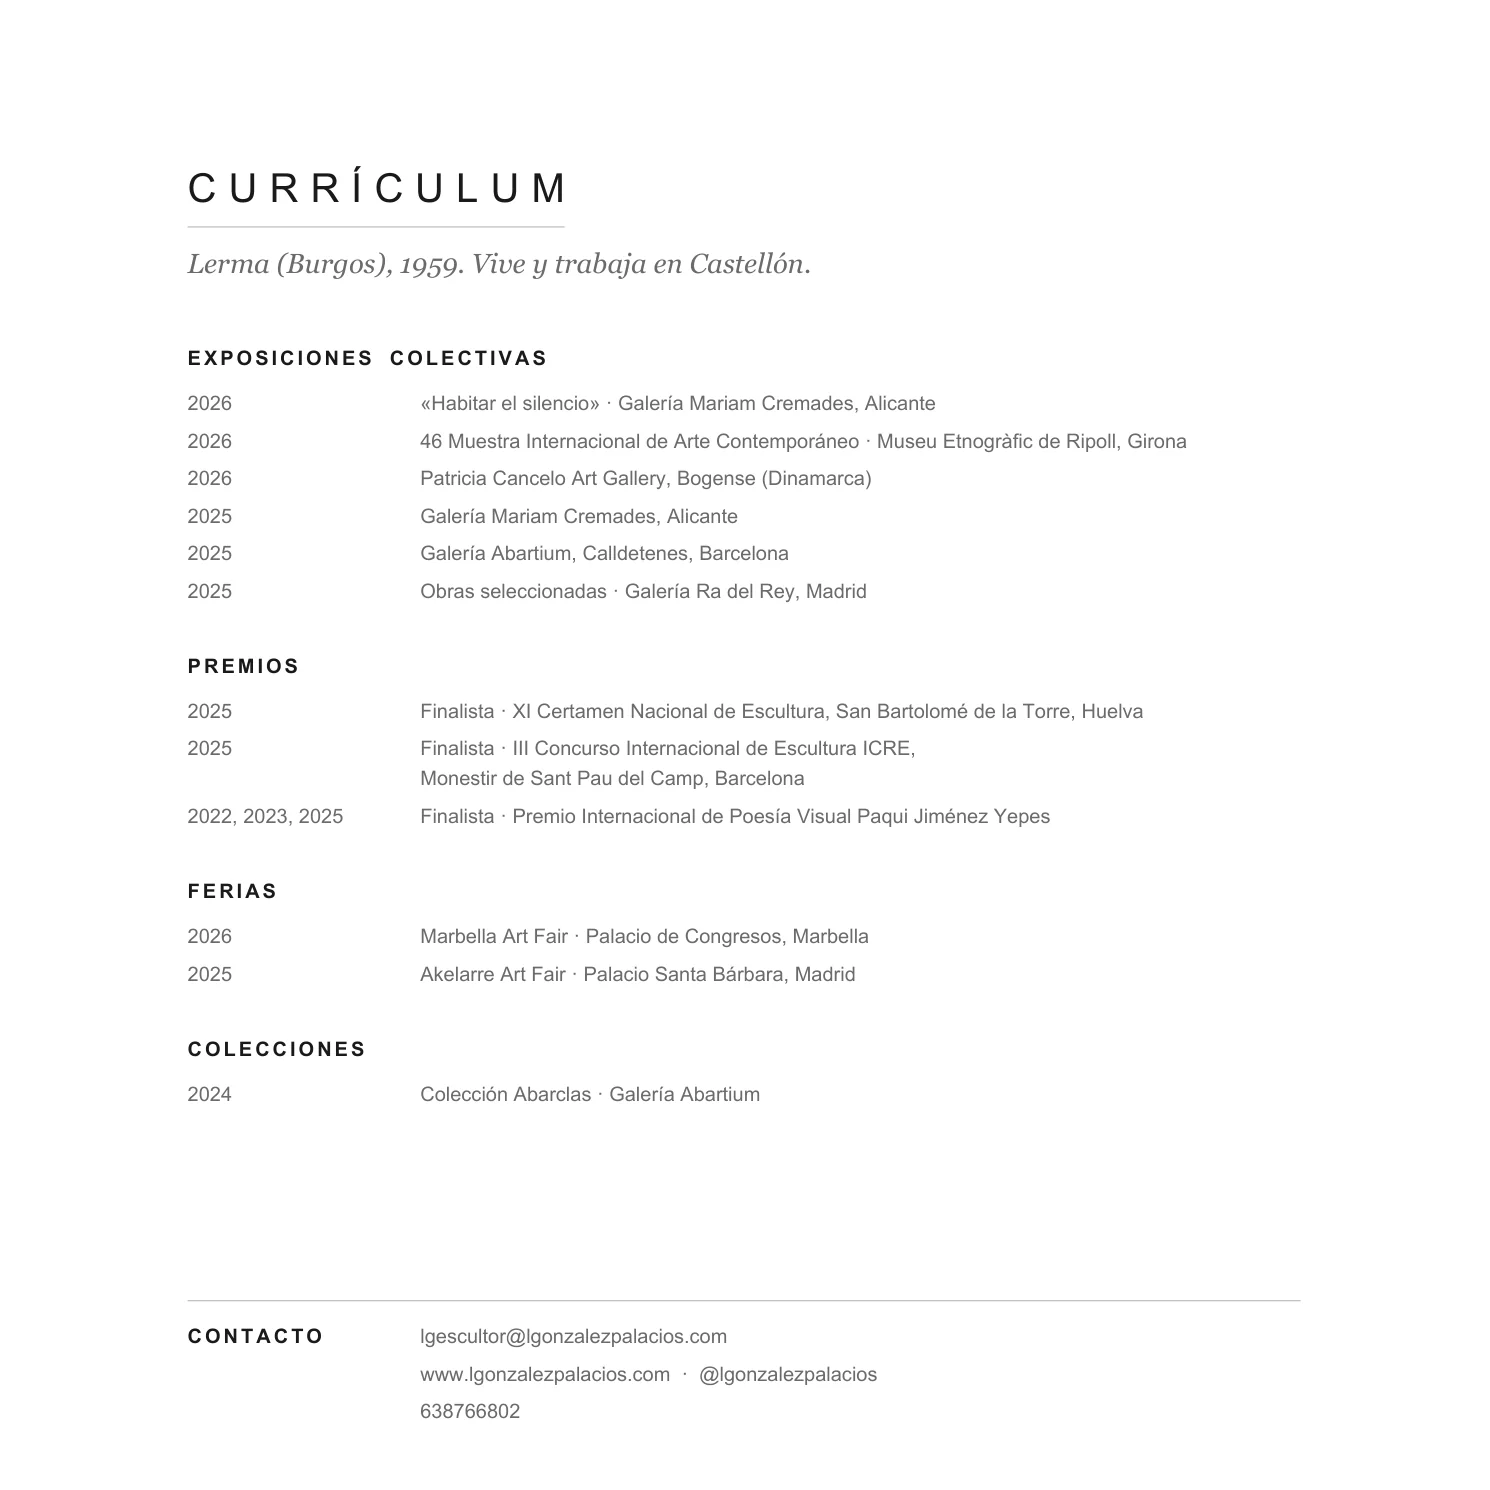 CURRÍCULUM
Lerma (Burgos), 1959. Vive y trabaja en Castellón.
EXPOSICIONES COLECTIVAS
2026 «Habitar el silencio» · Galería Mariam Cremades, Alicante
2026 46 Muestra Internacional de Arte Contemporáneo · Museu Etnogràfic de Ripoll, Girona
2026 Patricia Cancelo Art Gallery, Bogense (Dinamarca)
2025 Galería Mariam Cremades, Alicante
2025 Galería Abartium, Calldetenes, Barcelona
2025 Obras seleccionadas · Galería Ra del Rey, Madrid
PREMIOS
2025 Finalista · XI Certamen Nacional de Escultura, San Bartolomé de la Torre, Huelva
2025 Finalista · III Concurso Internacional de Escultura ICRE,
Monestir de Sant Pau del Camp, Barcelona
2022, 2023, 2025 Finalista · Premio Internacional de Poesía Visual Paqui Jiménez Yepes
FERIAS
2026 Marbella Art Fair · Palacio de Congresos, Marbella
2025 Akelarre Art Fair · Palacio Santa Bárbara, Madrid
COLECCIONES
2024 Colección Abarclas · Galería Abartium
CONTACTO lgescultor@lgonzalezpalacios.com
www.lgonzalezpalacios.com · @lgonzalezpalacios
638766802